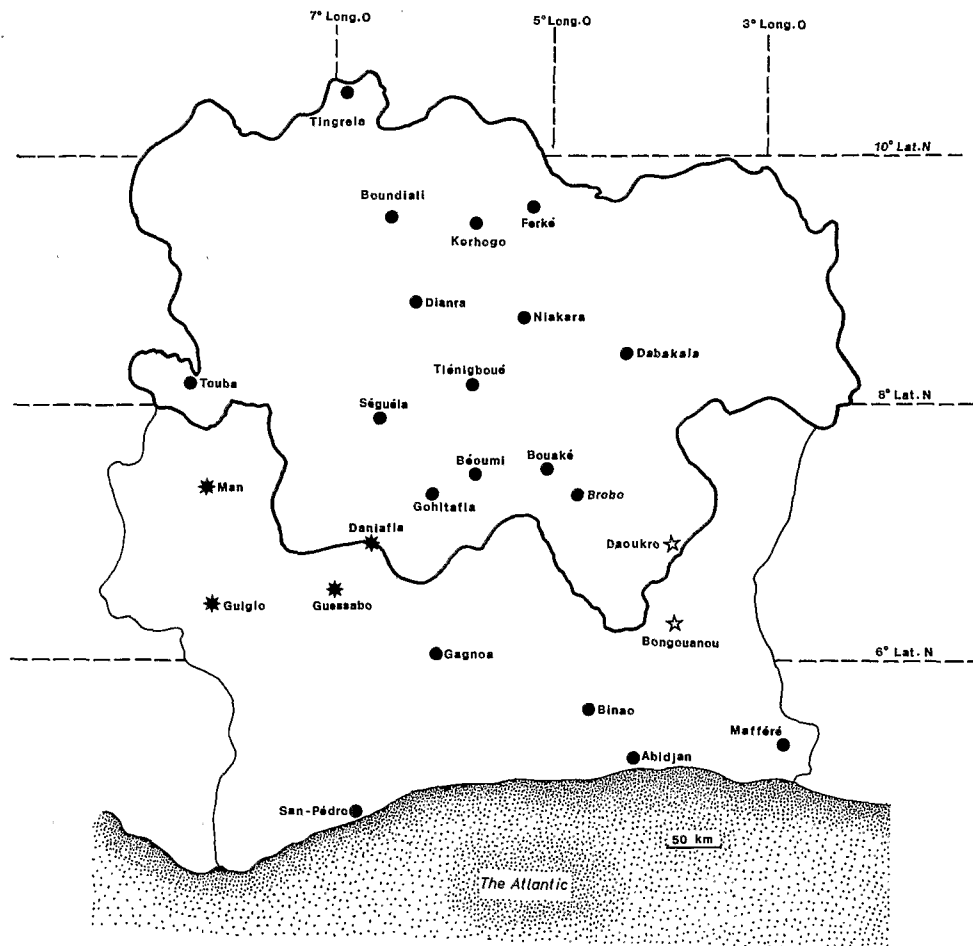 7° Long.O
5° Long.O
3° Long.O
Tingrela
10° Lat.N
Boundiali
Korhogo
Ferké
Dianra
Niakara
Dabakala
Tiénigboué
Touba
Séguéla
8° Lat. N
Béoumi
Bouaké
Man
Gohitafla
Brobo
Daniafla
Daoukro
Guiglo
Guessabo
Bongouanou
Gagnoa
6° Lat. N
Binao
Mafféré
Abidjan
San-Pédro
50 km
The Atlantic